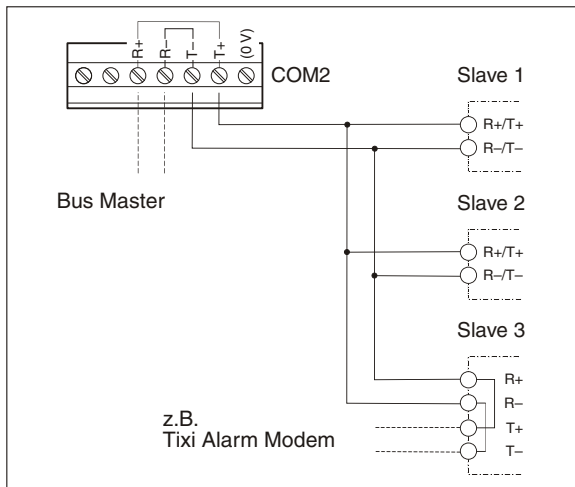 R+ R– T– T+ (0 V)
COM2
Bus Master
Slave 1
R+/T+
R–/T–
Slave 2
R+/T+
R–/T–
Slave 3
R+
R–
T+
T–
z.B.
Tixi Alarm Modem